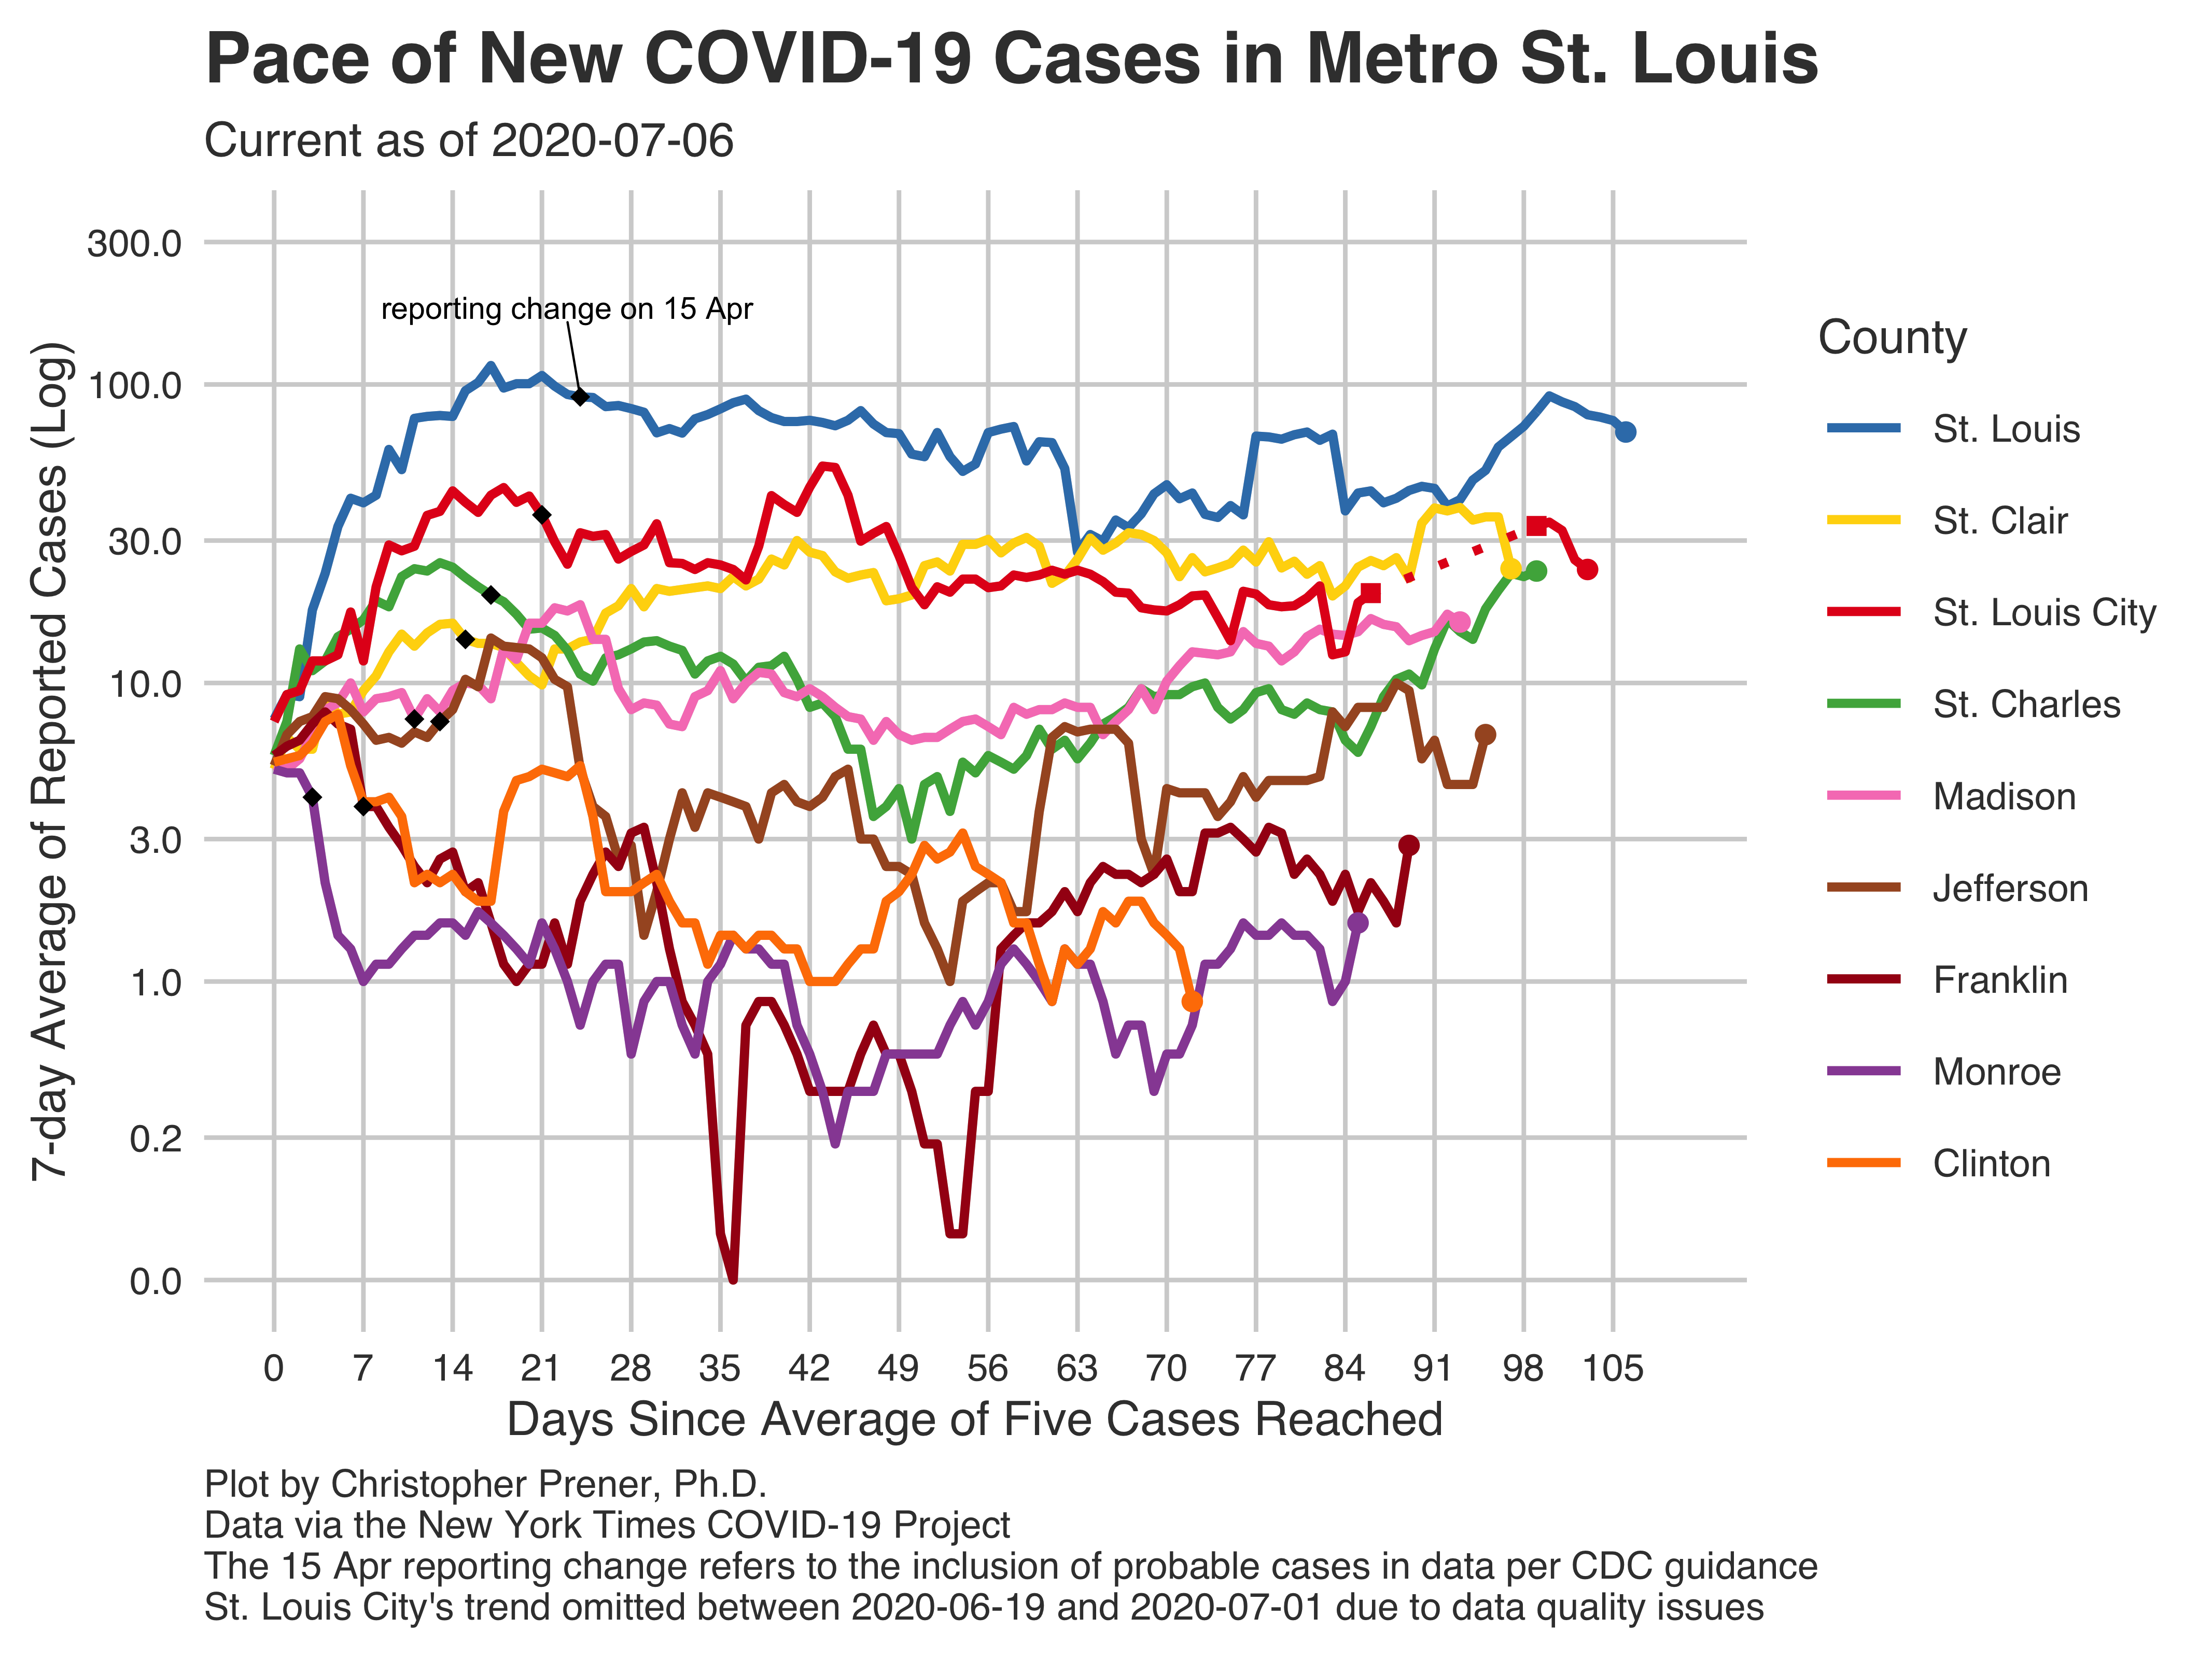 Pace of New COVID-19 Cases in Metro St. Louis
Current as of 2020-07-06
7-day Average of Reported Cases (Log)
300.0
100.0
30.0
10.0
3.0
1.0
0.2
0.0
reporting change on 15 Apr
0 7 14 21 28 35 42 49 56 63 70 77 84 91 98 105
Days Since Average of Five Cases Reached
County
St. Louis
St. Clair
St. Louis City
St. Charles
Madison
Jefferson
Franklin
Monroe
Clinton
Plot by Christopher Prener, Ph.D.
Data via the New York Times COVID-19 Project
The 15 Apr reporting change refers to the inclusion of probable cases in data per CDC guidance
St. Louis City's trend omitted between 2020-06-19 and 2020-07-01 due to data quality issues